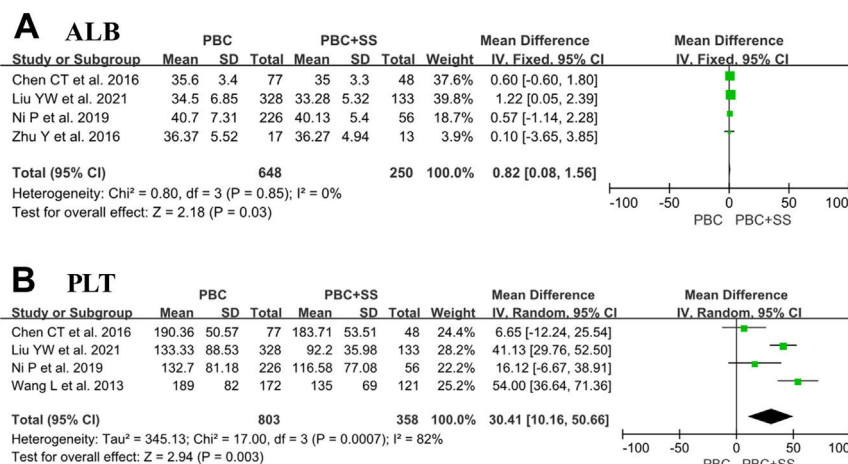 A ALB
PBC PBC+SS Mean Difference Mean Difference
Study or Subgroup Mean SD Total Mean SD Total Weight IV, Fixed, 95% CI IV, Fixed, 95% CI
Chen CT et al. 2016 35.6 3.4 77 35 3.3 48 37.6% 0.60 [-0.60, 1.80]
Liu YW et al. 2021 34.5 6.85 328 33.28 5.32 133 39.8% 1.22 [0.05, 2.39]
Ni P et al. 2019 40.7 7.31 226 40.13 5.4 56 18.7% 0.57 [-1.14, 2.28]
Zhu Y et al. 2016 36.37 5.52 17 36.27 4.94 13 3.9% 0.10 [-3.65, 3.85]
Total (95% CI) 648 250 100.0% 0.82 [0.08, 1.56]
Heterogeneity: Chi² = 0.80, df = 3 (P = 0.85); I² = 0%
Test for overall effect: Z = 2.18 (P = 0.03)
-100 -50 0 50 100
PBC PBC+SS
B PLT
PBC PBC+SS Mean Difference Mean Difference
Study or Subgroup Mean SD Total Mean SD Total Weight IV, Random, 95% CI IV, Random, 95% CI
Chen CT et al. 2016 190.36 50.57 77 183.71 53.51 48 24.4% 6.65 [-12.24, 25.54]
Liu YW et al. 2021 133.33 88.53 328 92.2 35.98 133 28.2% 41.13 [29.76, 52.50]
Ni P et al. 2019 132.7 81.18 226 116.58 77.08 56 22.2% 16.12 [-6.67, 38.91]
Wang L et al. 2013 189 82 172 135 69 121 25.2% 54.00 [36.64, 71.36]
Total (95% CI) 803 358 100.0% 30.41 [10.16, 50.66]
Heterogeneity: Tau² = 345.13; Chi² = 17.00, df = 3 (P = 0.0007); I² = 82%
Test for overall effect: Z = 2.94 (P = 0.003)
-100 -50 0 50 100
PBC PBC+SS